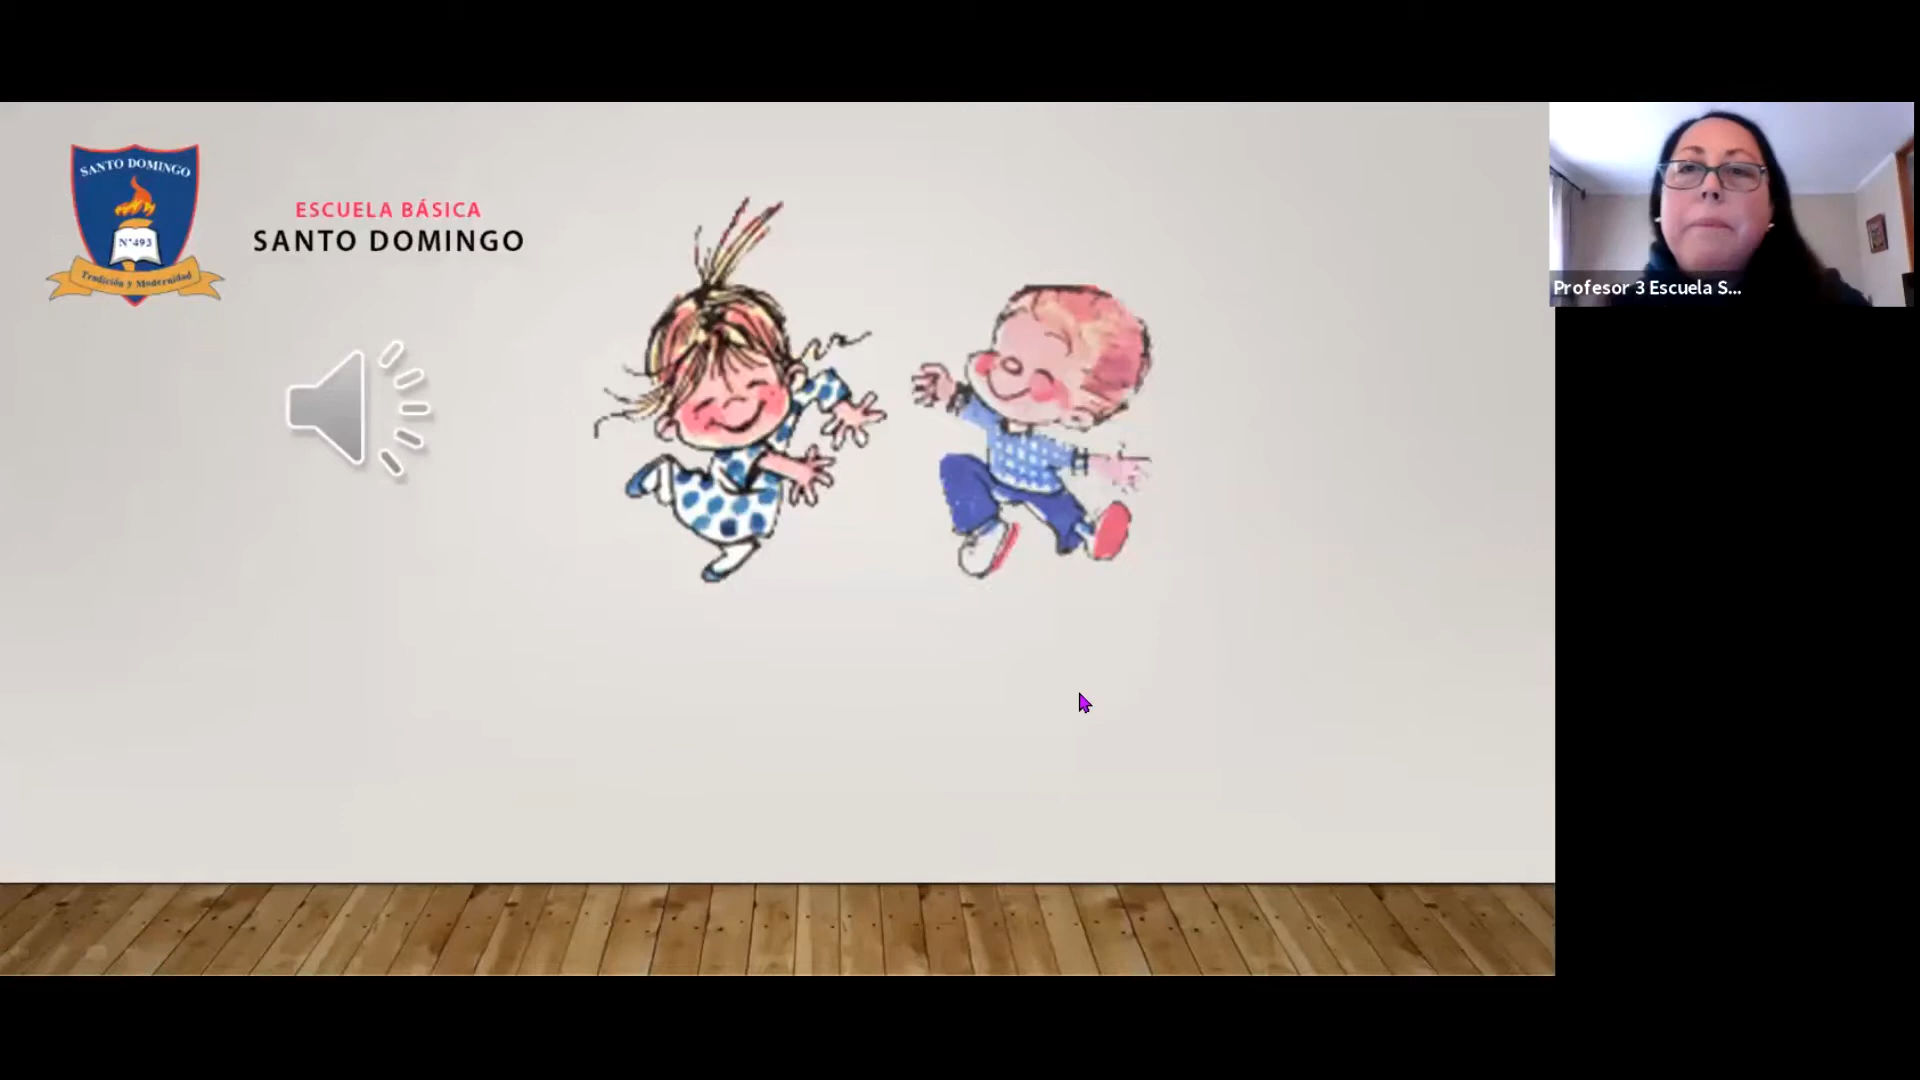 SANTO DOMINGO
N°493
Tradición y Modernidad
ESCUELA BÁSICA
SANTO DOMINGO
Profesor 3 Escuela S...